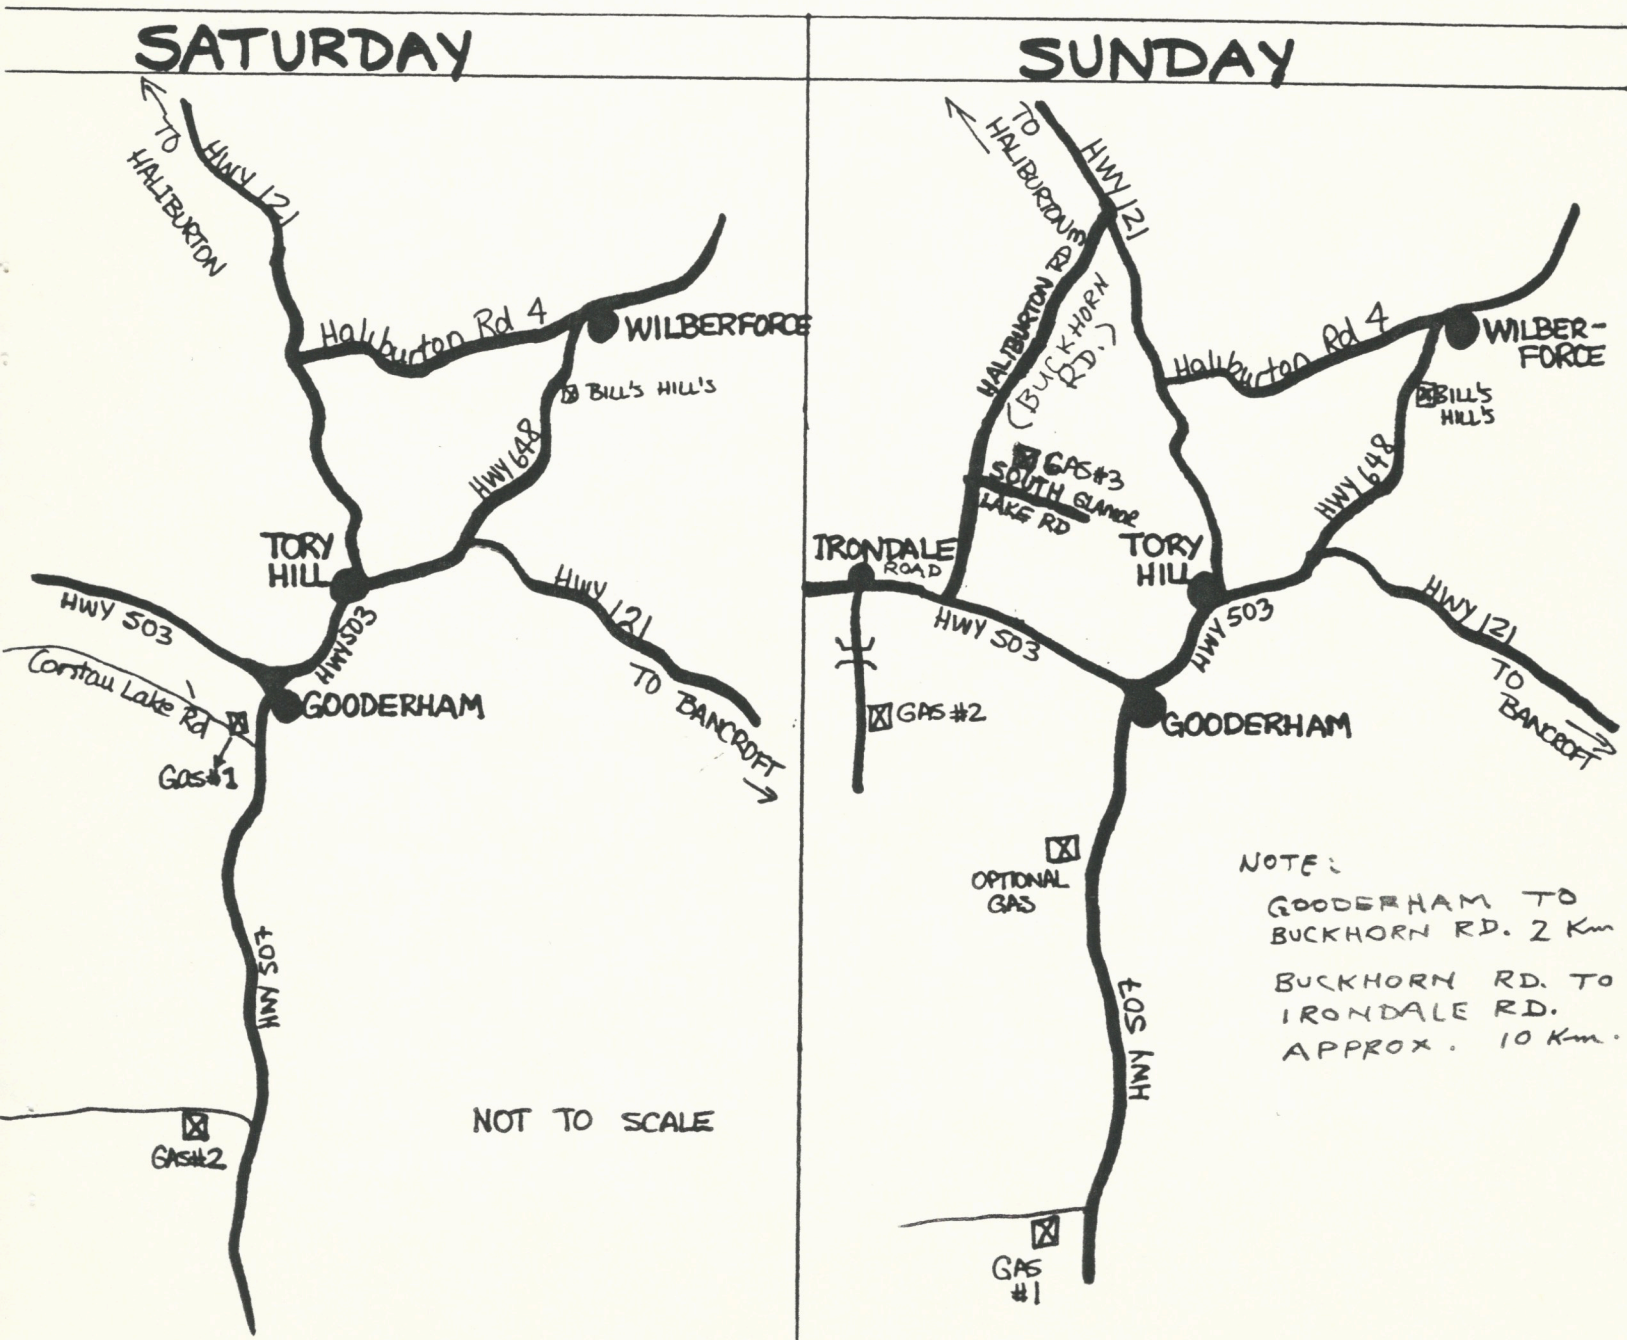 SATURDAY
TO
HALIBURTON
HWY 121
Haliburton Rd 4
WILBERFORCE
BILL'S HILL'S
HWY 648
TORY
HILL
HWY 503
HWY 503
HWY 121
TO
BANCROFT
GOODERHAM
Gas#1
HWY 507
GAS#2
NOT TO SCALE
SUNDAY
TO
HALIBURTON
HWY 121
HALIBURTON RD 3
(BUCKHORN
RD.)
Haliburton Rd 4
WILBER-
FORCE
BILL'S
HILL'S
HWY 648
GAS#3
SOUTH GLAMOR
LAKE RD
IRONDALE
ROAD
TORY
HILL
HWY 503
HWY 503
HWY 121
TO
BANCROFT
GAS #2
GOODERHAM
OPTIONAL
GAS
NOTE:
GOODERHAM TO
BUCKHORN RD. 2 Km
BUCKHORN RD. TO
IRONDALE RD.
APPROX. 10 Km.
HWY 507
GAS
#1